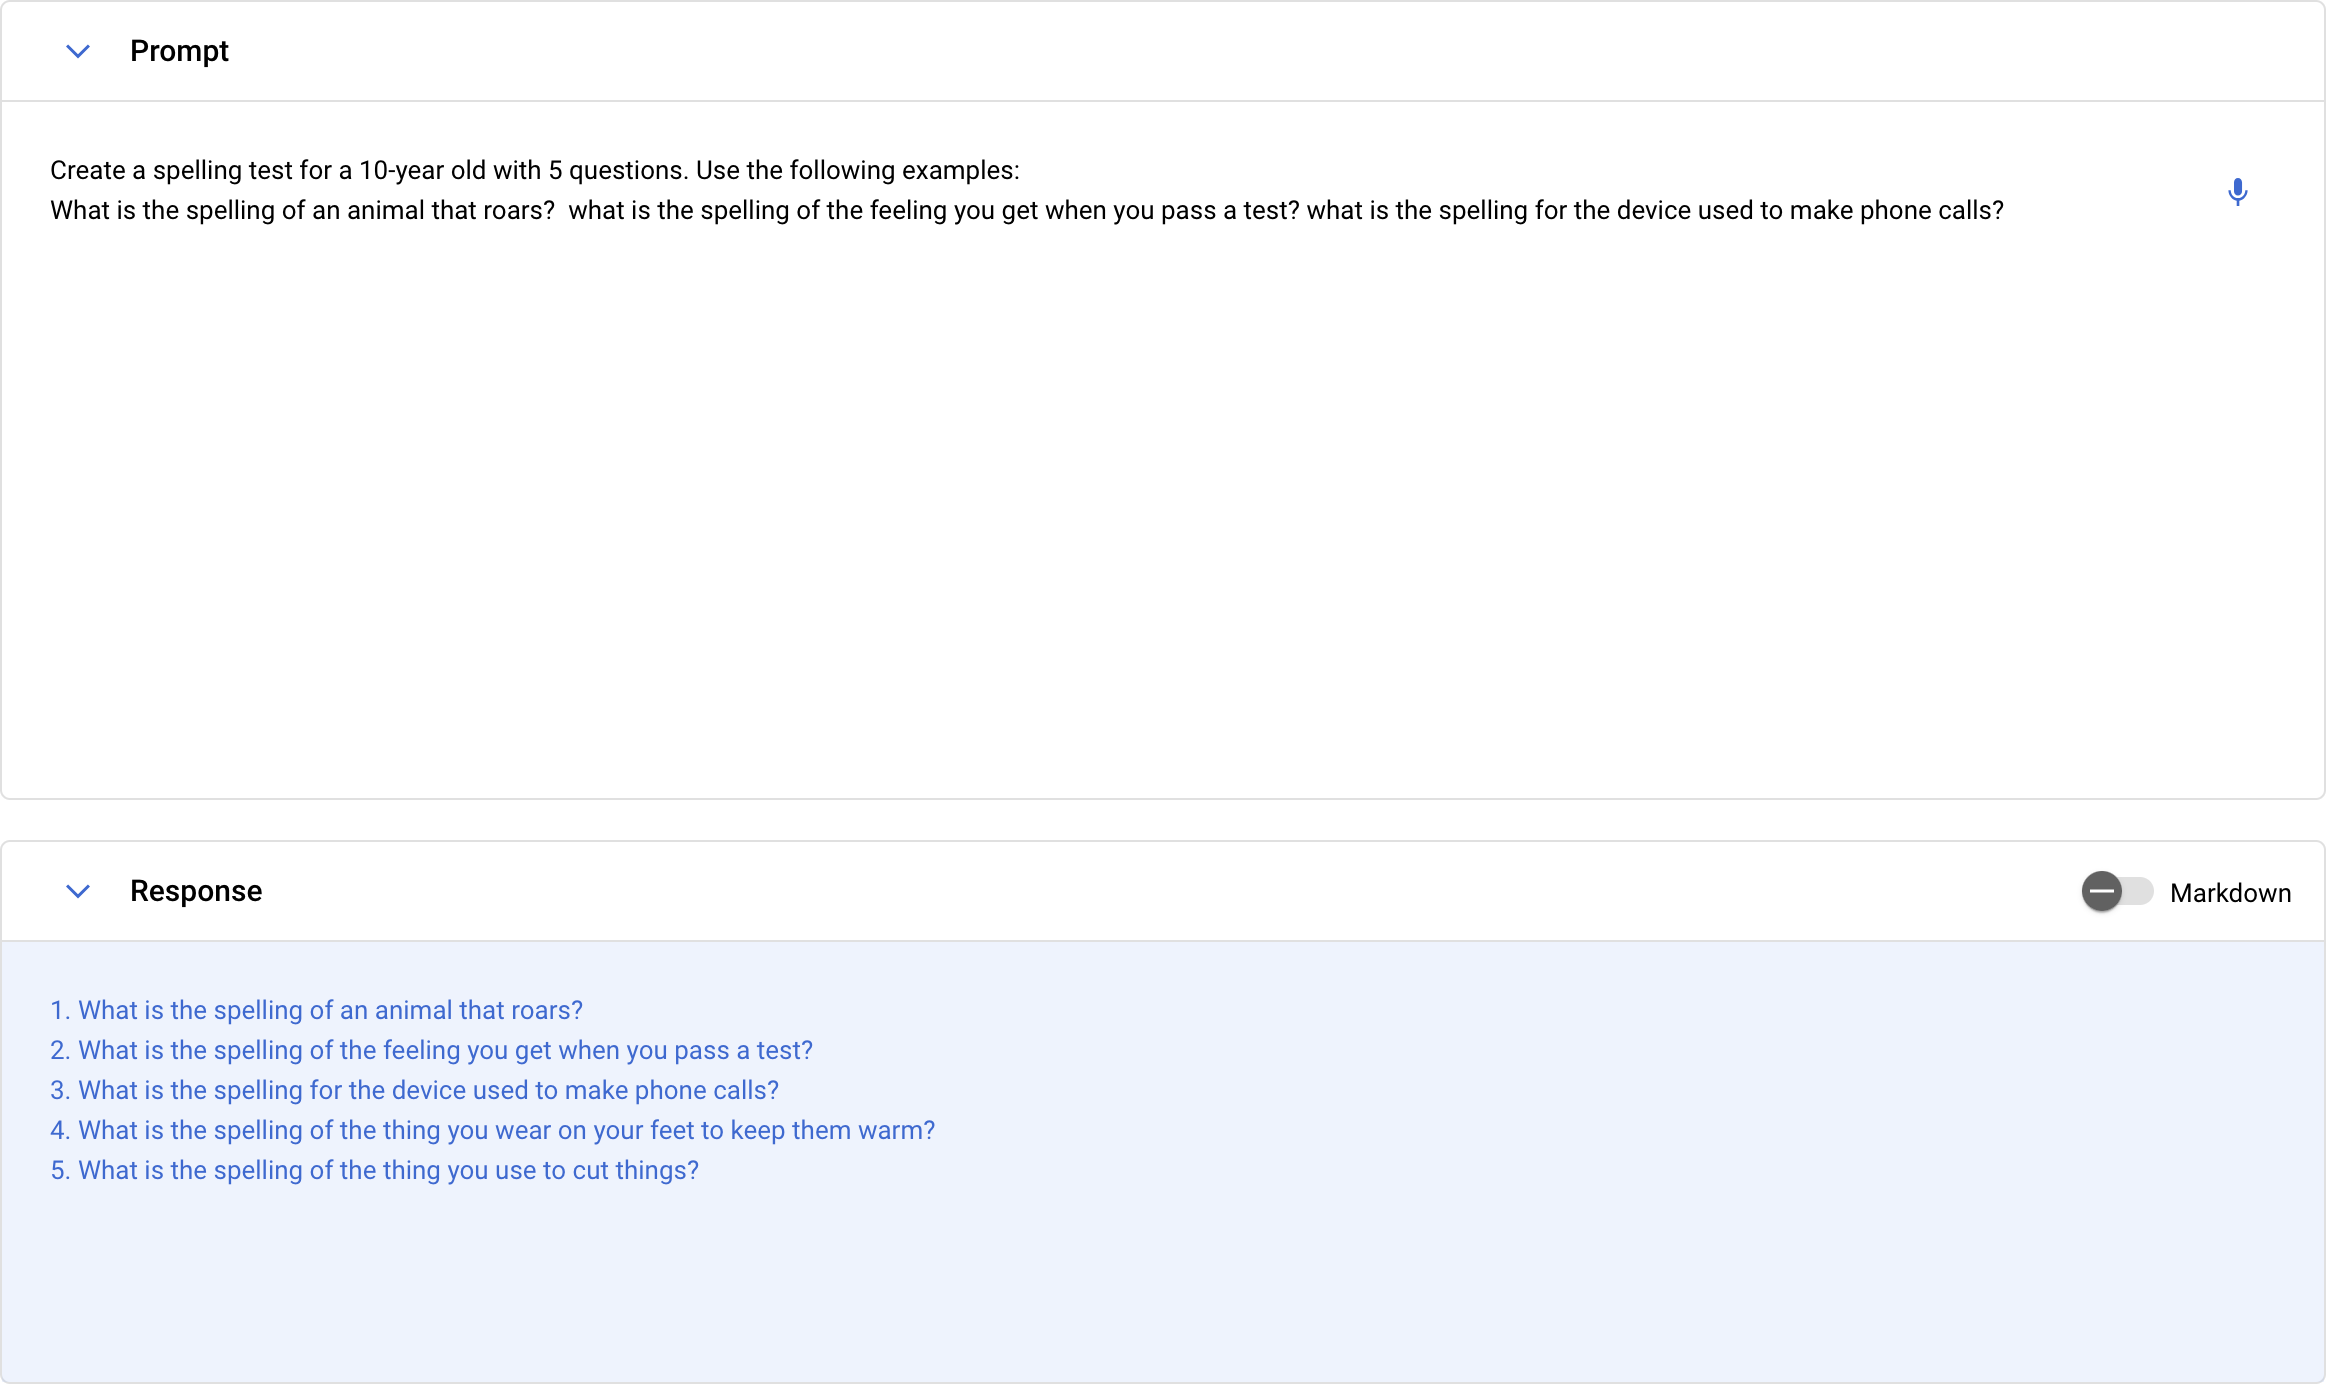 Prompt
Create a spelling test for a 10-year old with 5 questions. Use the following examples:
What is the spelling of an animal that roars?  what is the spelling of the feeling you get when you pass a test? what is the spelling for the device used to make phone calls?
Response
Markdown
1. What is the spelling of an animal that roars?
2. What is the spelling of the feeling you get when you pass a test?
3. What is the spelling for the device used to make phone calls?
4. What is the spelling of the thing you wear on your feet to keep them warm?
5. What is the spelling of the thing you use to cut things?